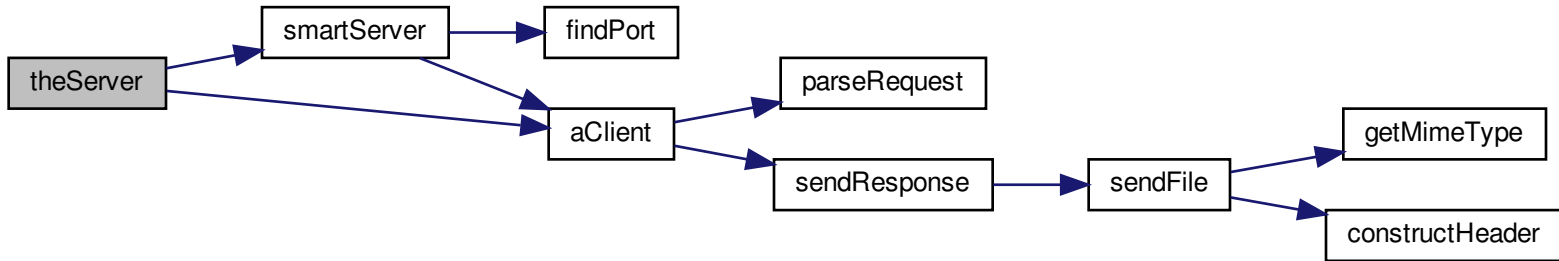 theServer
smartServer
findPort
aClient
parseRequest
sendResponse
sendFile
getMimeType
constructHeader